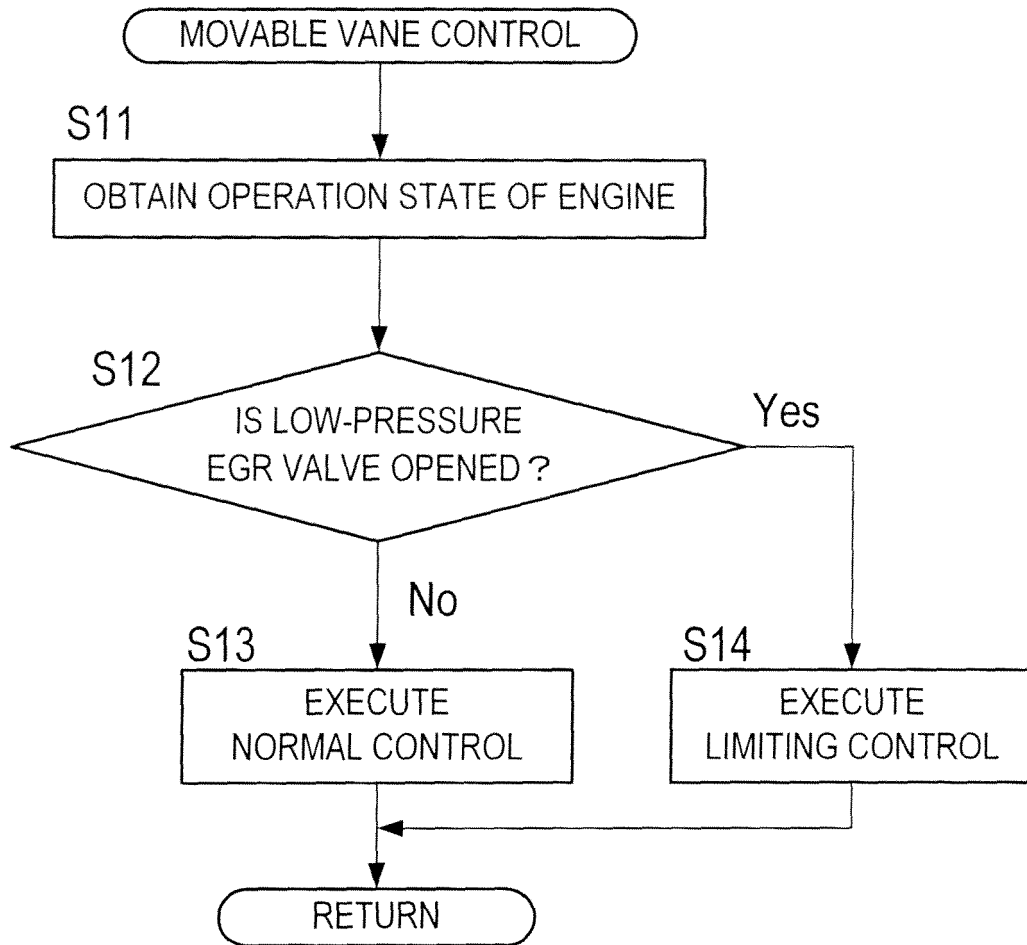 MOVABLE VANE CONTROL
S11
OBTAIN OPERATION STATE OF ENGINE
S12
IS LOW-PRESSURE
EGR VALVE OPENED?
Yes
No
S13
EXECUTE
NORMAL CONTROL
S14
EXECUTE
LIMITING CONTROL
RETURN